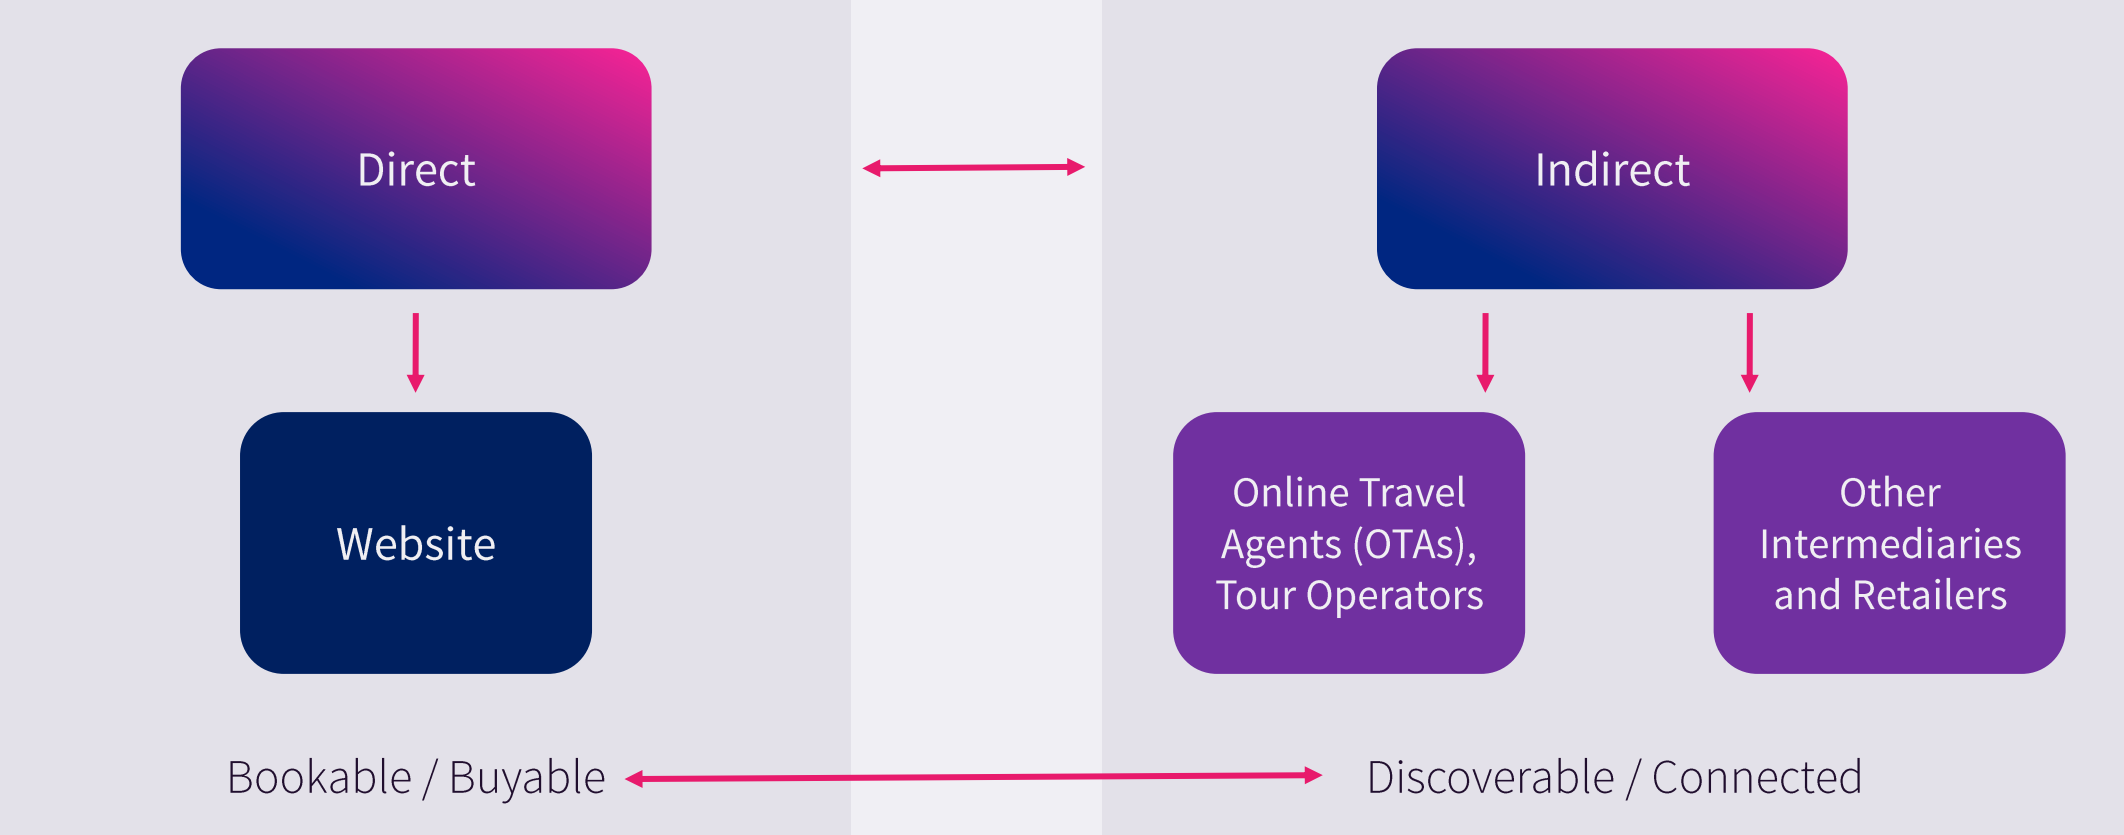 Direct
Indirect
Website
Online Travel
Agents (OTAs),
Tour Operators
Other
Intermediaries
and Retailers
Bookable / Buyable
Discoverable / Connected